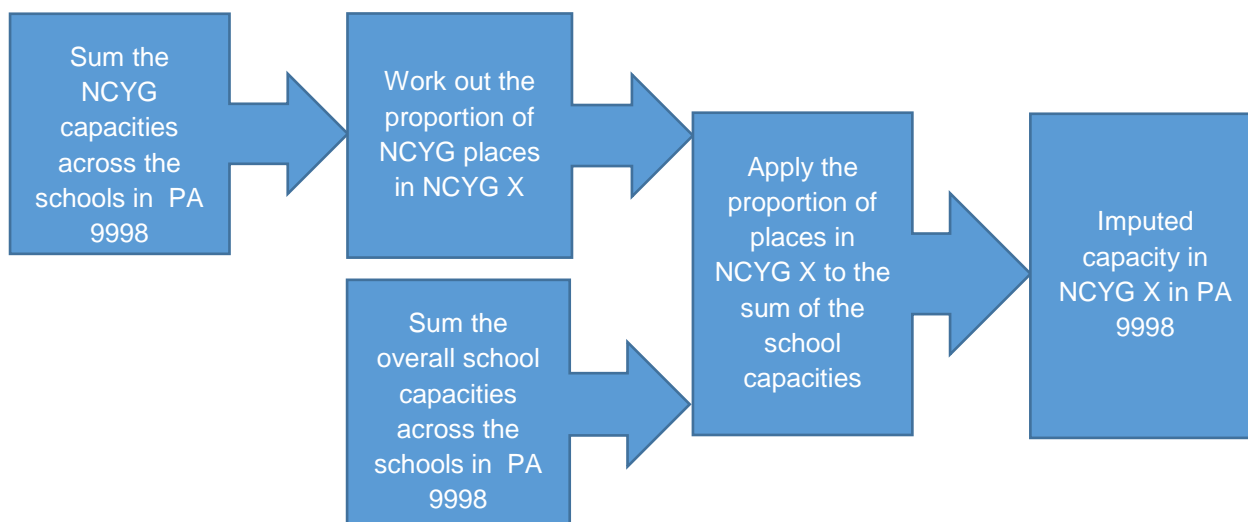 Sum the
NCYG
capacities
across the
schools in PA
9998
Work out the
proportion of
NCYG places
in NCYG X
Sum the
overall school
capacities
across the
schools in PA
9998
Apply the
proportion of
places in
NCYG X to the
sum of the
school
capacities
Imputed
capacity in
NCYG X in PA
9998